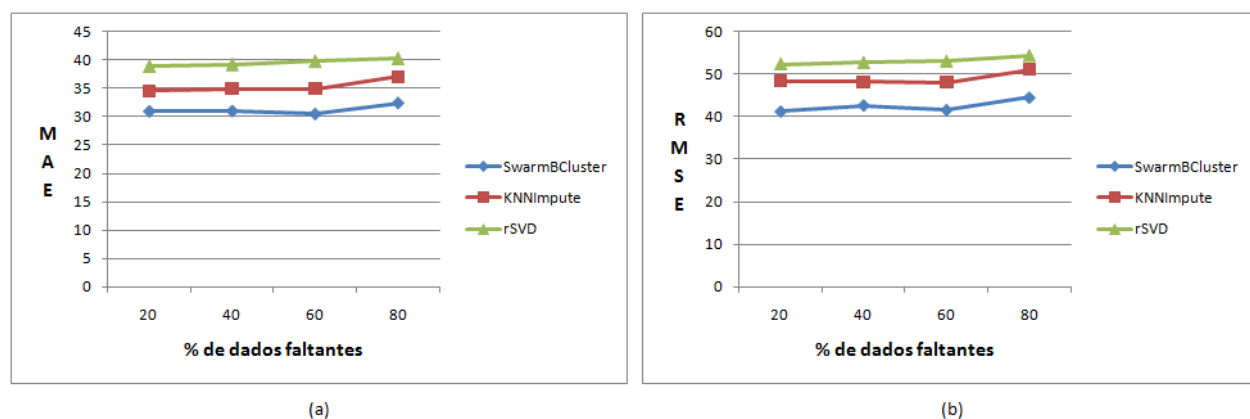 45
40
35
30
25
20
15
10
5
0
M
A
E
20 40 60 80
% de dados faltantes
SwarmBCluster
KNNImpute
rSVD
(a)
60
50
40
30
20
10
0
R
M
S
E
20 40 60 80
% de dados faltantes
SwarmBCluster
KNNImpute
rSVD
(b)